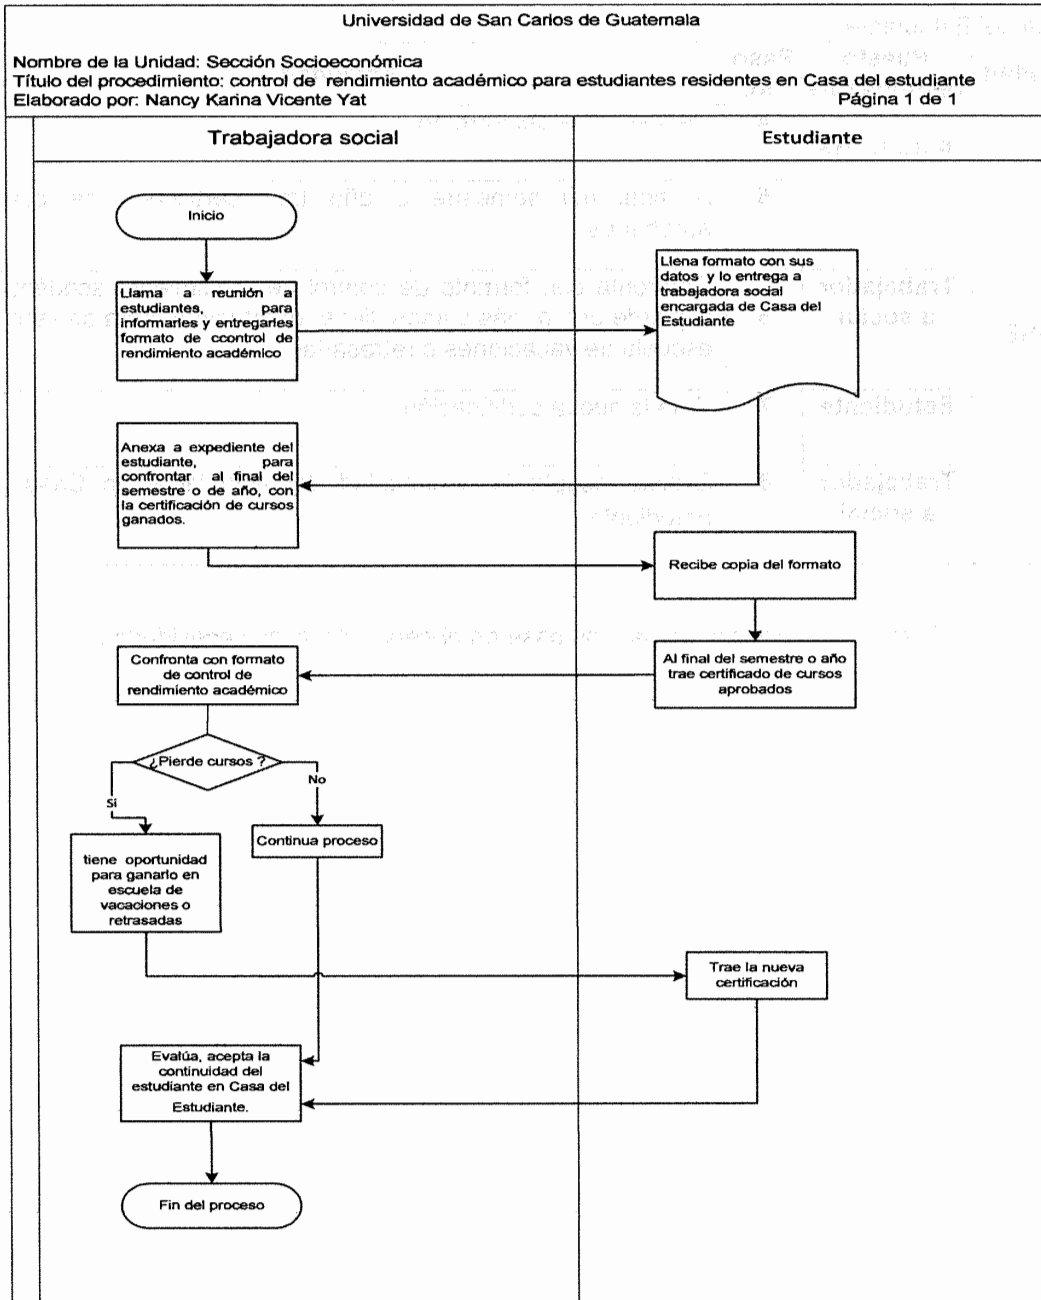 Universidad de San Carlos de Guatemala
Nombre de la Unidad: Sección Socioeconómica
Título del procedimiento: control de rendimiento académico para estudiantes residentes en Casa del estudiante
Elaborado por: Nancy Karina Vicente Yat
Página 1 de 1
Trabajadora social
Estudiante
Inicio
Llama a reunión a
estudiantes, para
informarles y entregarles
formato de ccontrol de
rendimiento académico
Llena formato con sus
datos y lo entrega a
trabajadora social
encargada de Casa del
Estudiante
Anexa a expediente del
estudiante, para
confrontar al final del
semestre o de año, con
la certificación de cursos
ganados.
Recibe copia del formato
Al final del semestre o año
trae certificado de cursos
aprobados
Confronta con formato
de control de
rendimiento académico
¿Pierde cursos ?
Si
No
Continua proceso
tiene oportunidad
para ganarlo en
escuela de
vacaciones o
retrasadas
Trae la nueva
certificación
Evalúa, acepta la
continuidad del
estudiante en Casa del
Estudiante.
Fin del proceso